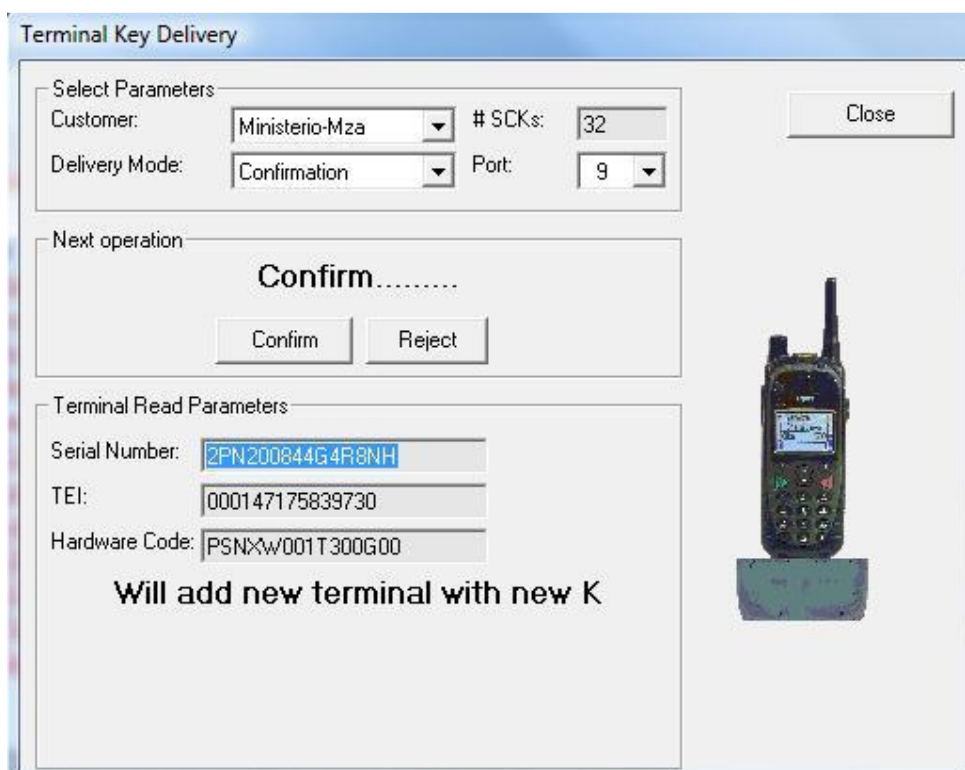 Terminal Key Delivery
Select Parameters
Customer: Ministerio-Mza # SCKs: 32 Close
Delivery Mode: Confirmation Port: 9
Next operation
Confirm.........
Confirm Reject
Terminal Read Parameters
Serial Number: 2PN200844G4R8NH
TEI: 000147175839730
Hardware Code: PSNXW001T300G00
Will add new terminal with new K